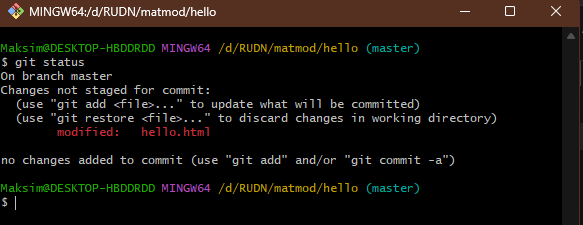 MINGW64:/d/RUDN/matmod/hello
Maksim@DESKTOP-HBDDRDD MINGW64 /d/RUDN/matmod/hello (master)
$ git status
On branch master
Changes not staged for commit:
  (use "git add <file>..." to update what will be committed)
  (use "git restore <file>..." to discard changes in working directory)
        modified:   hello.html
no changes added to commit (use "git add" and/or "git commit -a")
Maksim@DESKTOP-HBDDRDD MINGW64 /d/RUDN/matmod/hello (master)
$